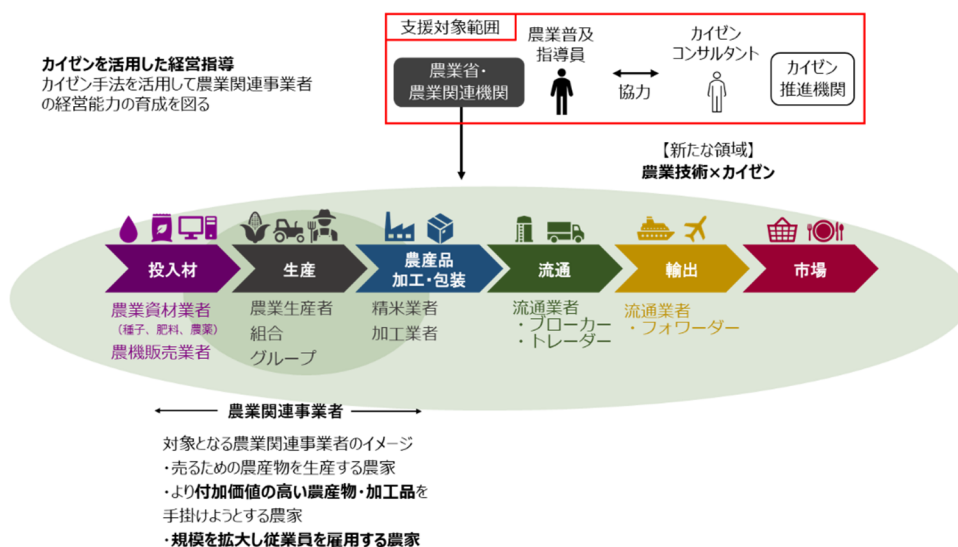 カイゼンを活用した経営指導
カイゼン手法を活用して農業関連事業者
の経営能力の育成を図る
支援対象範囲
農業省・
農業関連機関
農業普及
指導員
協力
カイゼン
コンサルタント
カイゼン
推進機関
【新たな領域】
農業技術×カイゼン
投入材
生産
農産品
加工・包装
流通
輸出
市場
農業資材業者
(種子、肥料、農薬)
農機販売業者
農業生産者
組合
グループ
精米業者
加工業者
流通業者
・ブローカー
・トレーダー
流通業者
・フォワーダー
農業関連事業者
対象となる農業関連事業者のイメージ
・売るための農産物を生産する農家
・より付加価値の高い農産物・加工品を
手掛けようとする農家
・規模を拡大し従業員を雇用する農家